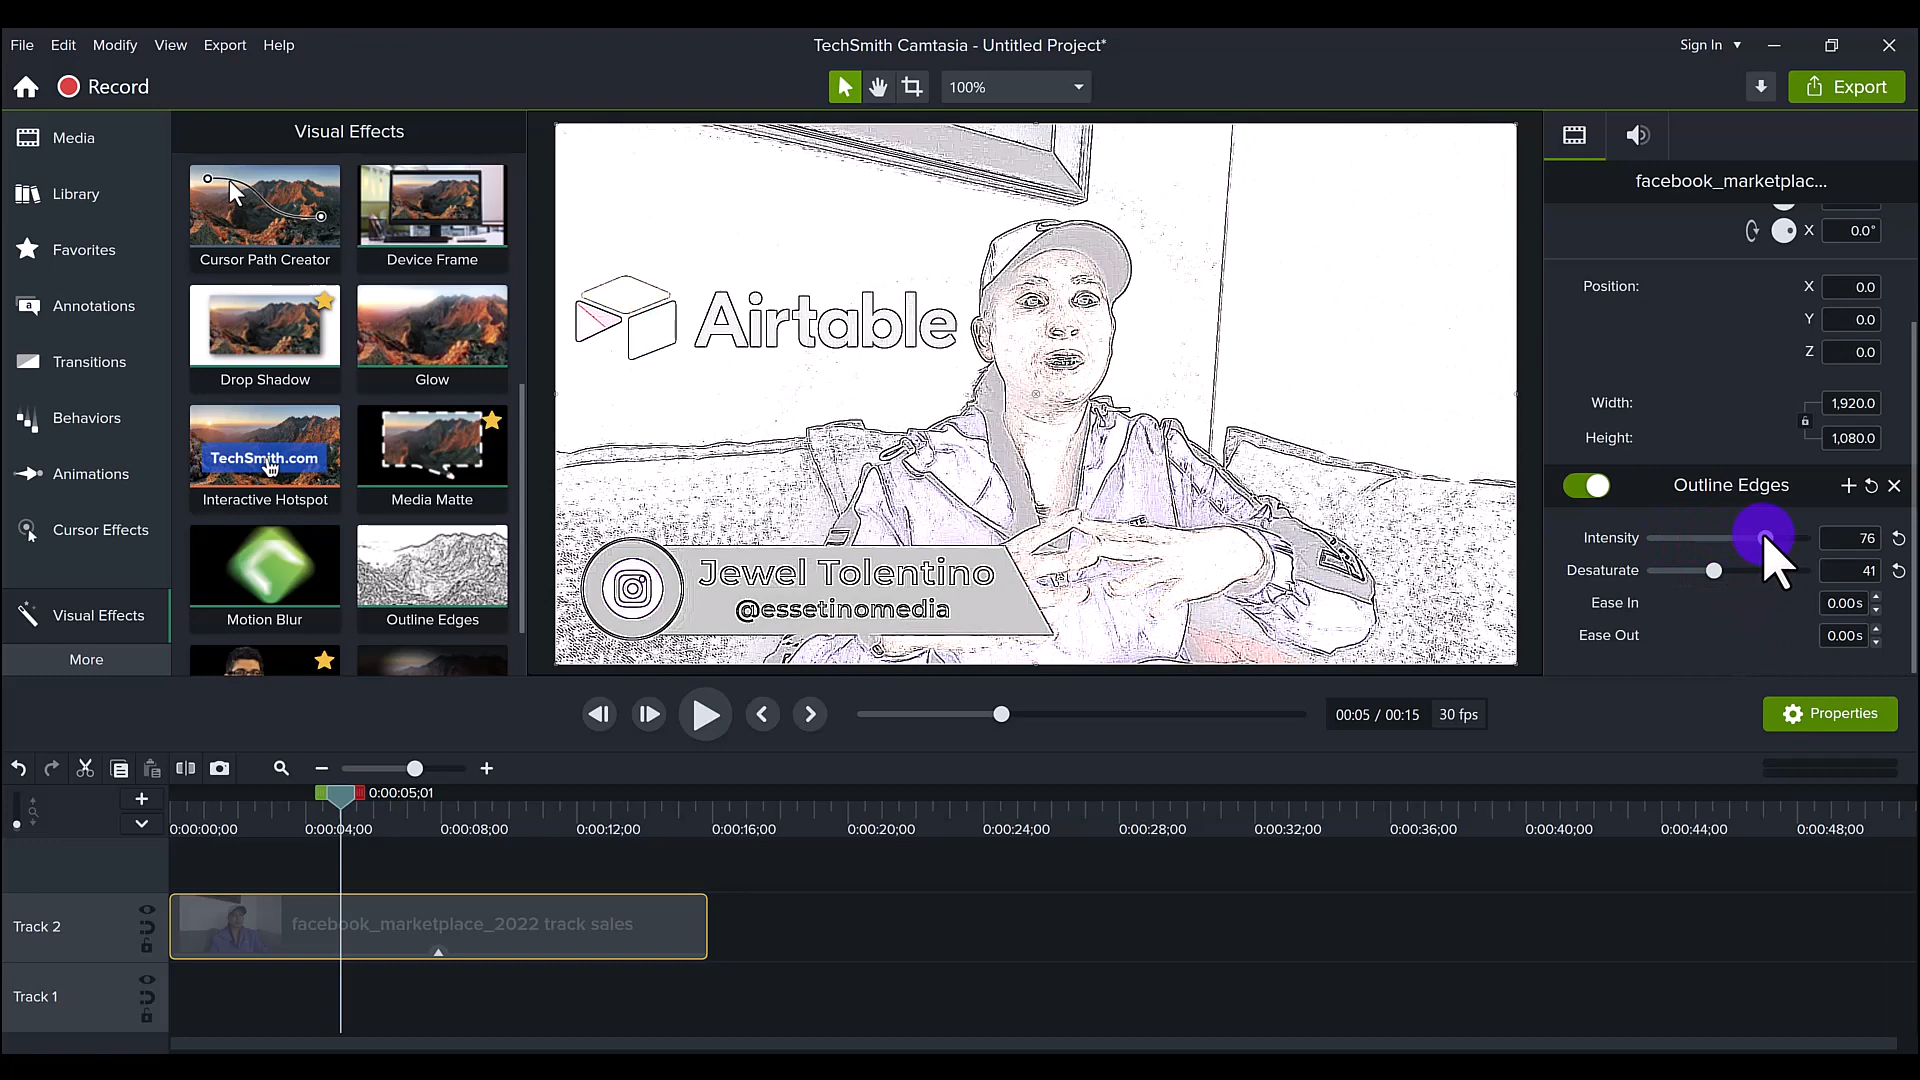 File Edit Modify View Export Help
TechSmith Camtasia - Untitled Project*
Sign In
Record
100%
Export
Media
Library
Favorites
Annotations
Transitions
Behaviors
Animations
Cursor Effects
Visual Effects
More
Visual Effects
Cursor Path Creator
Device Frame
Drop Shadow
Glow
TechSmith.com
Interactive Hotspot
Media Matte
Motion Blur
Outline Edges
Airtable
Jewel Tolentino
@essetinomedia
facebook_marketplac...
X 0.0°
Position: X 0.0
Y 0.0
Z 0.0
Width: 1,920.0
Height: 1,080.0
Outline Edges
Intensity 76
Desaturate 41
Ease In 0.00s
Ease Out 0.00s
00:05 / 00:15 30 fps
Properties
0:00:05;01
0:00:00;00 0:00:04;00 0:00:08;00 0:00:12;00 0:00:16;00 0:00:20;00 0:00:24;00 0:00:28;00 0:00:32;00 0:00:36;00 0:00:40;00 0:00:44;00 0:00:48;00
Track 2
facebook_marketplace_2022 track sales
Track 1